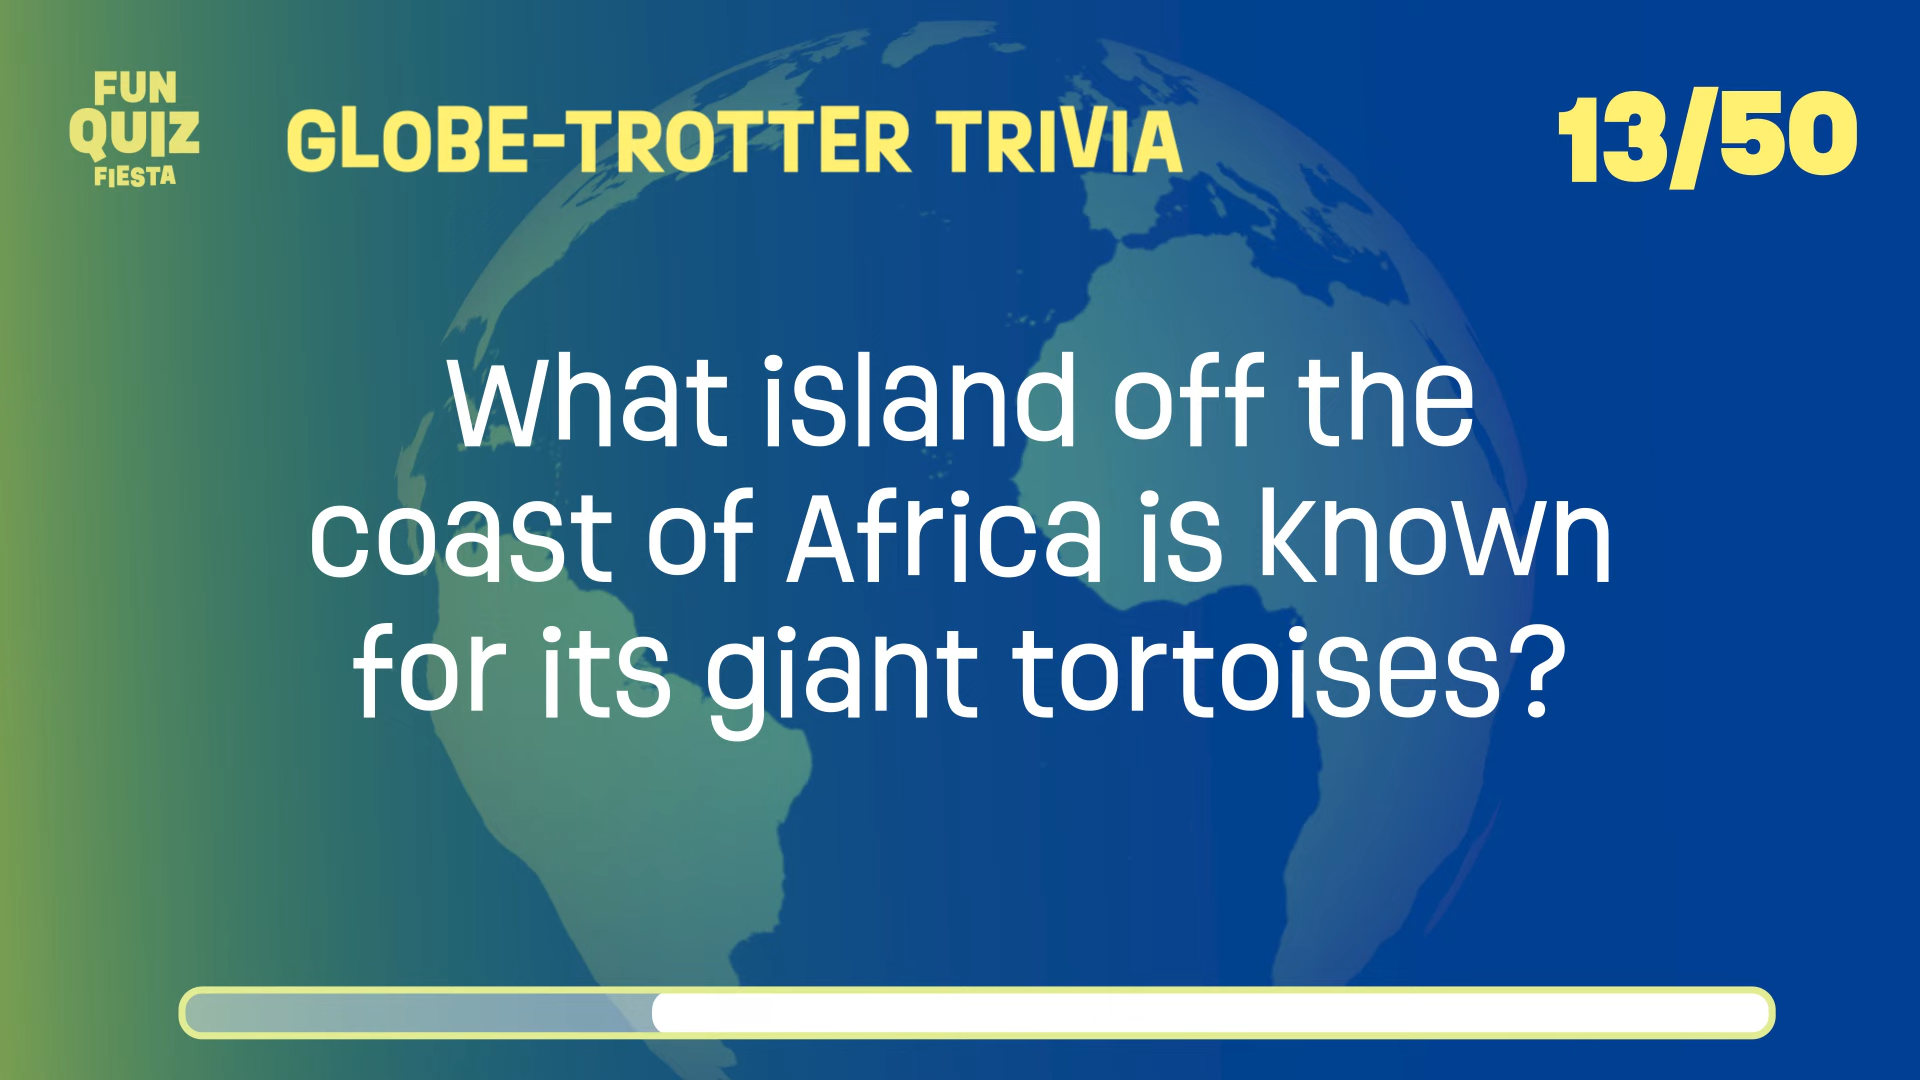 FUN
QUIZ
FIESTA
GLOBE-TROTTER TRIVIA
13/50
What island off the
coast of Africa is known
for its giant tortoises?